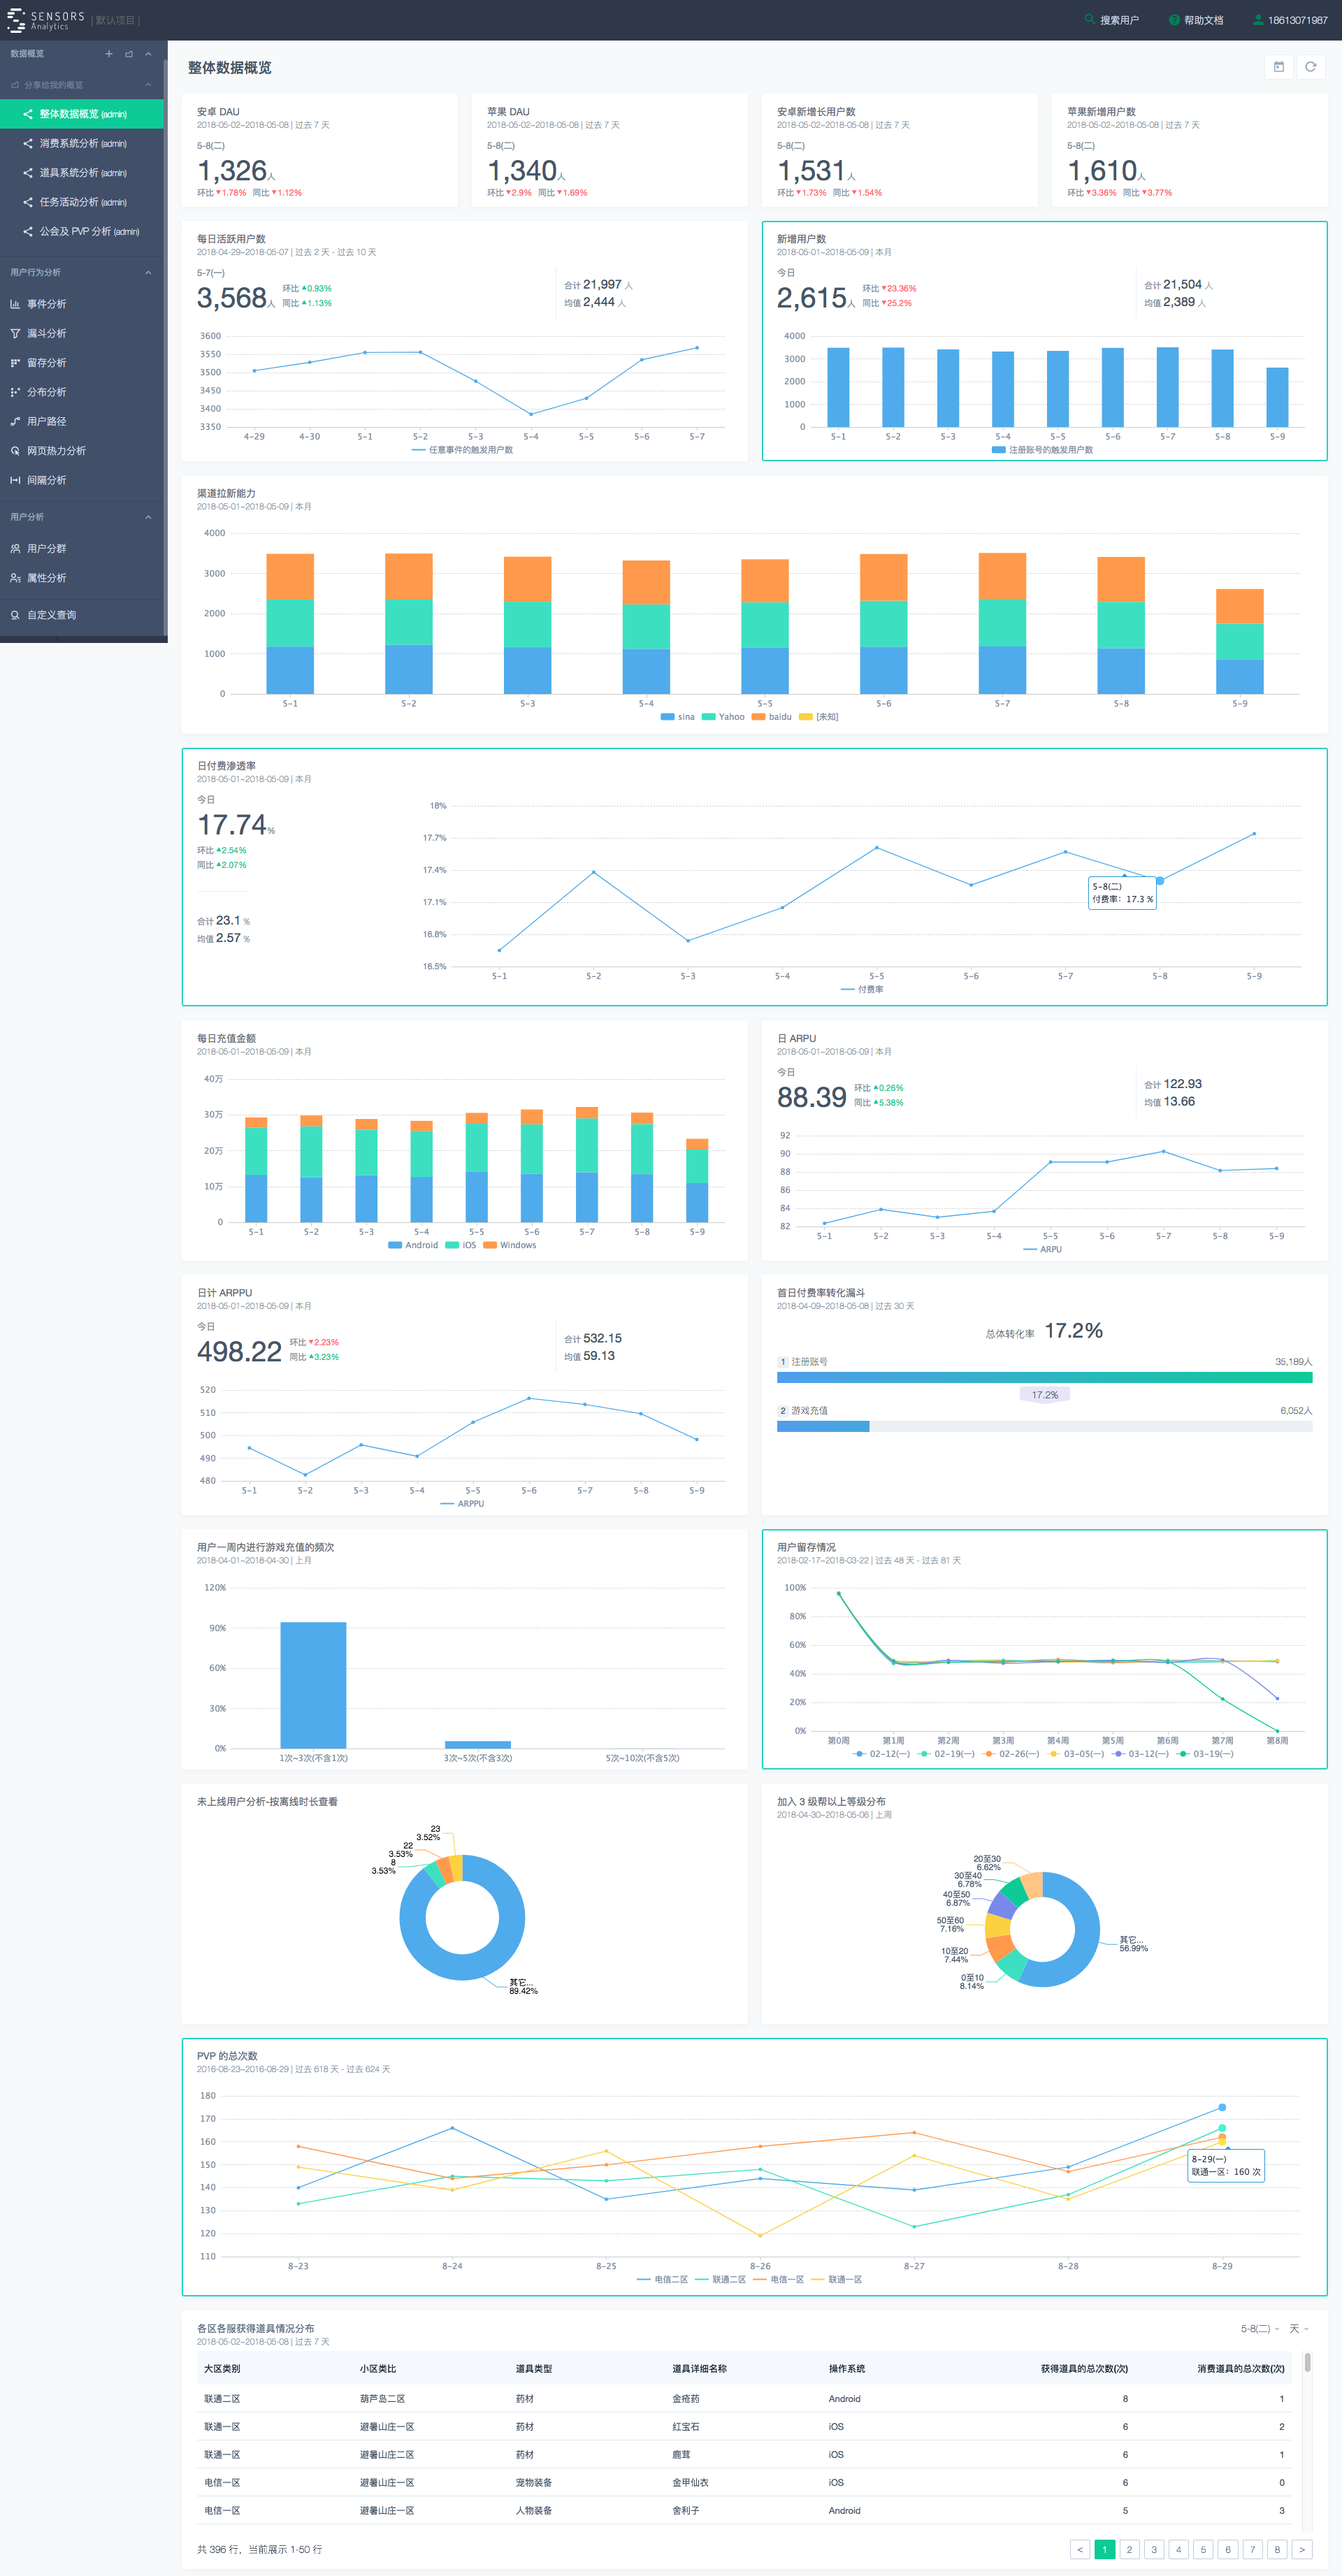 SENSORS
Analytics
[ 默认项目 ]
搜索用户
帮助文档
18613071987
数据概览
分享给我的概览
整体数据概览 (admin)
消费系统分析 (admin)
道具系统分析 (admin)
任务活动分析 (admin)
公会及 PVP 分析 (admin)
用户行为分析
事件分析
漏斗分析
留存分析
分布分析
用户路径
网页热力分析
间隔分析
用户分析
用户分群
属性分析
自定义查询
整体数据概览
安卓 DAU
2018-05-02~2018-05-08 | 过去 7 天
5-8(二)
1,326人
环比 ▼1.78% 同比 ▼1.12%
苹果 DAU
2018-05-02~2018-05-08 | 过去 7 天
5-8(二)
1,340人
环比 ▼2.9% 同比 ▼1.69%
安卓新增长用户数
2018-05-02~2018-05-08 | 过去 7 天
5-8(二)
1,531人
环比 ▼1.73% 同比 ▼1.54%
苹果新增用户数
2018-05-02~2018-05-08 | 过去 7 天
5-8(二)
1,610人
环比 ▼3.36% 同比 ▼3.77%
每日活跃用户数
2018-04-29~2018-05-07 | 过去 2 天 - 过去 10 天
5-7(一)
3,568人
环比 ▲0.93%
同比 ▲1.13%
合计 21,997 人
均值 2,444 人
3600
3550
3500
3450
3400
3350
4-29 4-30 5-1 5-2 5-3 5-4 5-5 5-6 5-7
任意事件的触发用户数
新增用户数
2018-05-01~2018-05-09 | 本月
今日
2,615人
环比 ▼23.36%
同比 ▼25.2%
合计 21,504 人
均值 2,389 人
4000
3000
2000
1000
0
5-1 5-2 5-3 5-4 5-5 5-6 5-7 5-8 5-9
注册账号的触发用户数
渠道拉新能力
2018-05-01~2018-05-09 | 本月
4000
3000
2000
1000
0
5-1 5-2 5-3 5-4 5-5 5-6 5-7 5-8 5-9
sina Yahoo baidu [未知]
日付费渗透率
2018-05-01~2018-05-09 | 本月
今日
17.74%
环比 ▲2.54%
同比 ▲2.07%
合计 23.1 %
均值 2.57 %
18%
17.7%
17.4%
17.1%
16.8%
16.5%
5-8(二)
付费率：17.3 %
5-1 5-2 5-3 5-4 5-5 5-6 5-7 5-8 5-9
付费率
每日充值金额
2018-05-01~2018-05-09 | 本月
40万
30万
20万
10万
0
5-1 5-2 5-3 5-4 5-5 5-6 5-7 5-8 5-9
Android iOS Windows
日 ARPU
2018-05-01~2018-05-09 | 本月
今日
88.39
环比 ▲0.26%
同比 ▲5.38%
合计 122.93
均值 13.66
92
90
88
86
84
82
5-1 5-2 5-3 5-4 5-5 5-6 5-7 5-8 5-9
ARPU
日计 ARPPU
2018-05-01~2018-05-09 | 本月
今日
498.22
环比 ▼2.23%
同比 ▲3.23%
合计 532.15
均值 59.13
520
510
500
490
480
5-1 5-2 5-3 5-4 5-5 5-6 5-7 5-8 5-9
ARPPU
首日付费率转化漏斗
2018-04-09~2018-05-08 | 过去 30 天
总体转化率 17.2%
1 注册账号 35,189人
17.2%
2 游戏充值 6,052人
用户一周内进行游戏充值的频次
2018-04-01~2018-04-30 | 上月
120%
90%
60%
30%
0%
1次~3次(不含1次) 3次~5次(不含3次) 5次~10次(不含5次)
用户留存情况
2018-02-17~2018-03-22 | 过去 48 天 - 过去 81 天
100%
80%
60%
40%
20%
0%
第0周 第1周 第2周 第3周 第4周 第5周 第6周 第7周 第8周
02-12(一) 02-19(一) 02-26(一) 03-05(一) 03-12(一) 03-19(一)
未上线用户分析-按离线时长查看
23
3.52%
22
3.53%
8
3.53%
其它...
89.42%
加入 3 级帮以上等级分布
2018-04-30~2018-05-06 | 上周
20至30
6.62%
30至40
6.78%
40至50
6.87%
50至60
7.16%
10至20
7.44%
0至10
8.14%
其它...
56.99%
PVP 的总次数
2016-08-23~2016-08-29 | 过去 618 天 - 过去 624 天
180
170
160
150
140
130
120
110
8-29(一)
联通一区：160 次
8-23 8-24 8-25 8-26 8-27 8-28 8-29
电信二区 联通二区 电信一区 联通一区
各区各服获得道具情况分布
2018-05-02~2018-05-08 | 过去 7 天
5-8(二) 天
大区类别 小区类比 道具类型 道具详细名称 操作系统 获得道具的总次数(次) 消费道具的总次数(次)
联通二区 葫芦岛二区 药材 金疮药 Android 8 1
联通一区 避暑山庄一区 药材 红宝石 iOS 6 2
联通一区 避暑山庄二区 药材 鹿茸 iOS 6 1
电信一区 避暑山庄一区 宠物装备 金甲仙衣 iOS 6 0
电信一区 避暑山庄一区 人物装备 舍利子 Android 5 3
共 396 行，当前展示 1-50 行
< 1 2 3 4 5 6 7 8 >